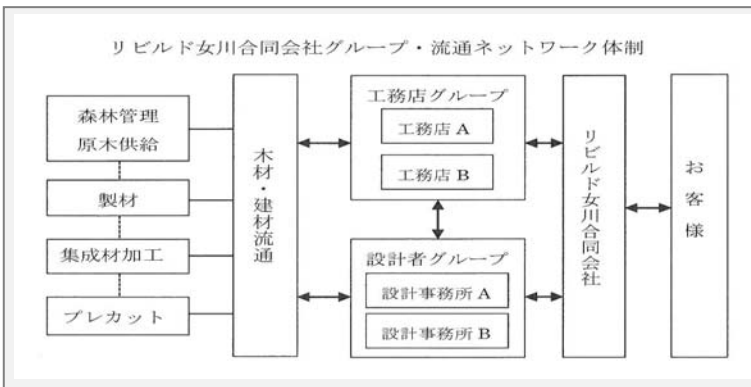 リビルド女川合同会社グループ・流通ネットワーク体制
森林管理
原木供給
製材
集成材加工
プレカット
木材・建材流通
工務店グループ
工務店 A
工務店 B
設計者グループ
設計事務所 A
設計事務所 B
リビルド女川合同会社
お客様